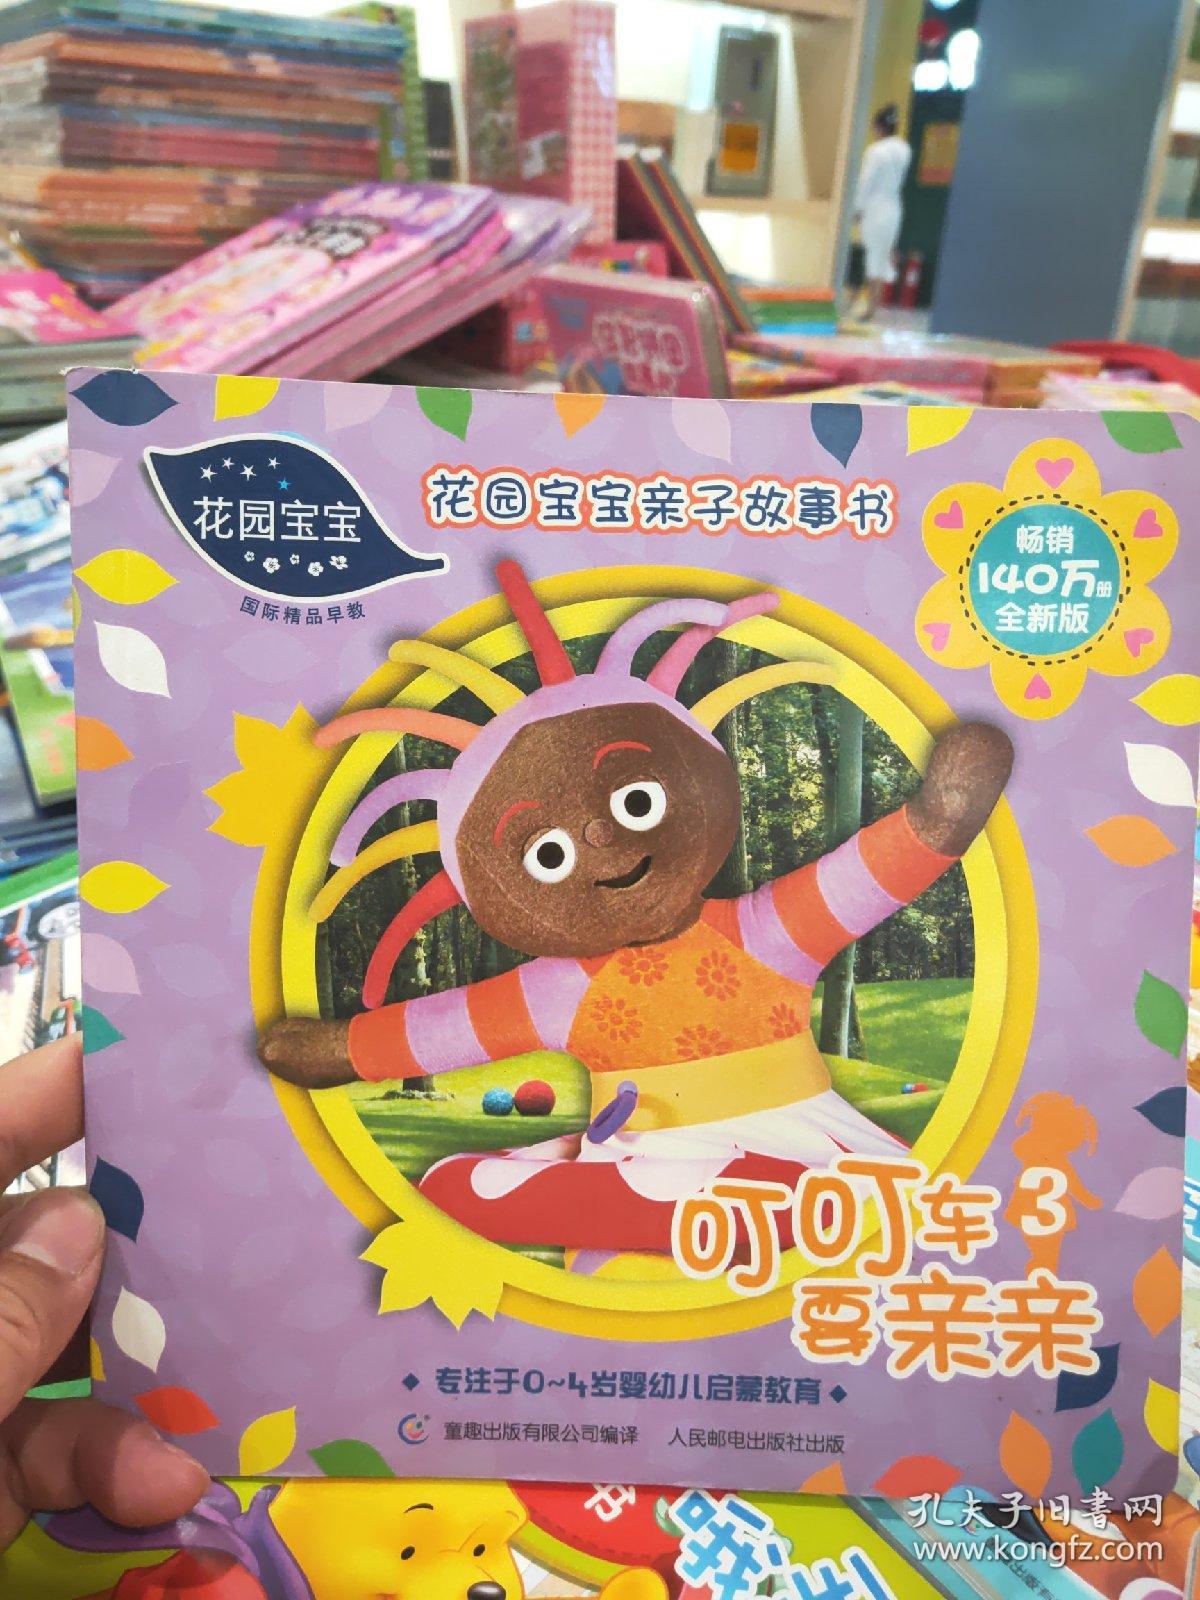 花园宝宝
国际精品早教
花园宝宝亲子故事书
畅销
140万册
全新版
叮叮车3
要亲亲
专注于0~4岁婴幼儿启蒙教育
童趣出版有限公司编译 人民邮电出版社出版
孔夫子旧书网
www.kongfz.com